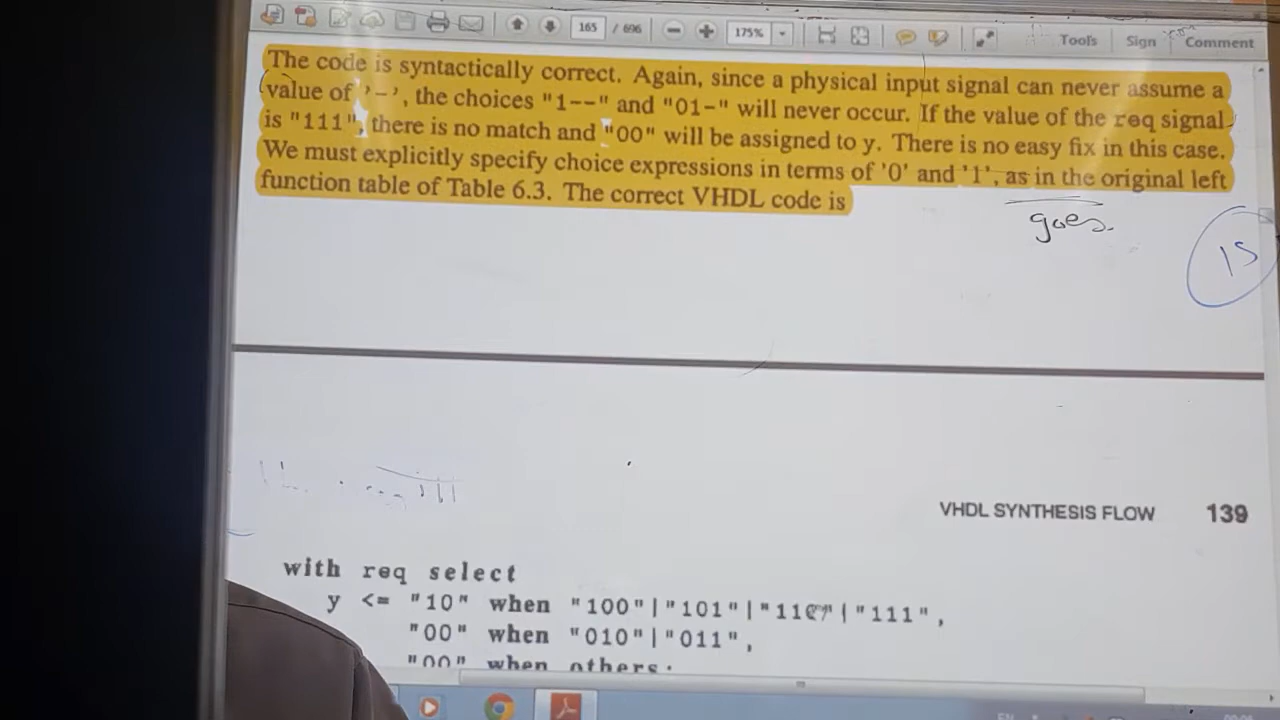 165 / 696 175% Tools Sign Comment
The code is syntactically correct. Again, since a physical input signal can never assume a
value of '-', the choices "1--" and "01-" will never occur. If the value of the req signal
is "111", there is no match and "00" will be assigned to y. There is no easy fix in this case.
We must explicitly specify choice expressions in terms of '0' and '1', as in the original left
function table of Table 6.3. The correct VHDL code is
goes.
15
VHDL SYNTHESIS FLOW 139
with req select
y <= "10" when "100"|"101"|"110"|"111",
"00" when "010"|"011",
"00" when others;